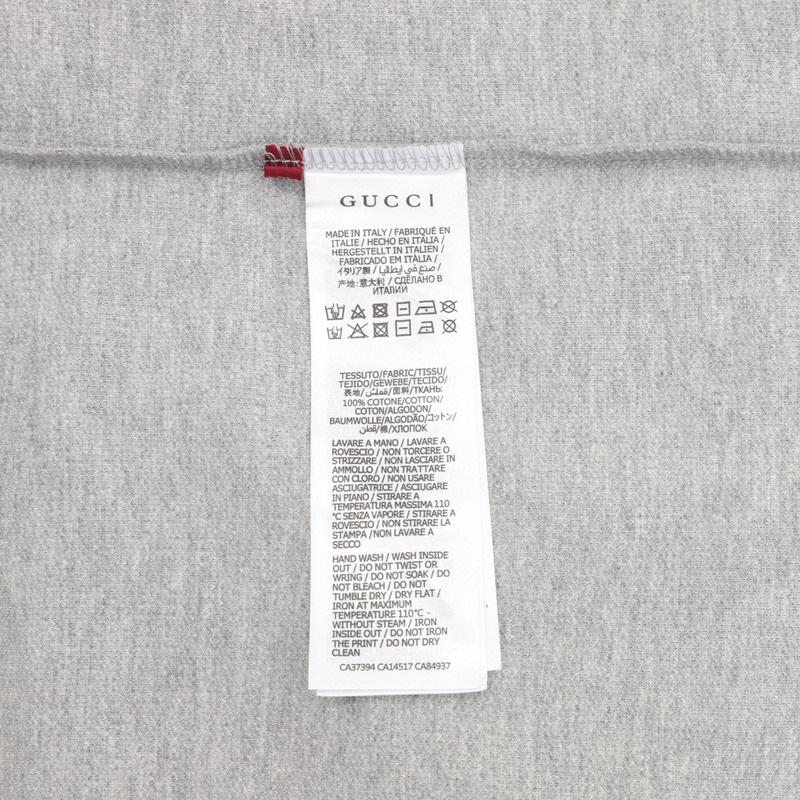 GUCCI
MADE IN ITALY / FABRIQUÉ EN
ITALIE / HECHO EN ITALIA /
HERGESTELLT IN ITALIEN /
FABRICADO EM ITÁLIA /
イタリア製 / صنع في ايطاليا /
产地：意大利 / СДЕЛАНО В
ИТАЛИИ
TESSUTO/FABRIC/TISSU/
TEJIDO/GEWEBE/TECIDO/
表地/قماش/面料/ТКАНЬ:
100% COTONE/COTTON/
COTON/ALGODON/
BAUMWOLLE/ALGODÃO/コットン/
قطن/棉/ХЛОПОК
LAVARE A MANO / LAVARE A
ROVESCIO / NON TORCERE O
STRIZZARE / NON LASCIARE IN
AMMOLLO / NON TRATTARE
CON CLORO / NON USARE
ASCIUGATRICE / ASCIUGARE
IN PIANO / STIRARE A
TEMPERATURA MASSIMA 110
°C SENZA VAPORE / STIRARE A
ROVESCIO / NON STIRARE LA
STAMPA / NON LAVARE A
SECCO
HAND WASH / WASH INSIDE
OUT / DO NOT TWIST OR
WRING / DO NOT SOAK / DO
NOT BLEACH / DO NOT
TUMBLE DRY / DRY FLAT /
IRON AT MAXIMUM
TEMPERATURE 110°C -
WITHOUT STEAM / IRON
INSIDE OUT / DO NOT IRON
THE PRINT / DO NOT DRY
CLEAN
CA37394 CA14517 CA84937